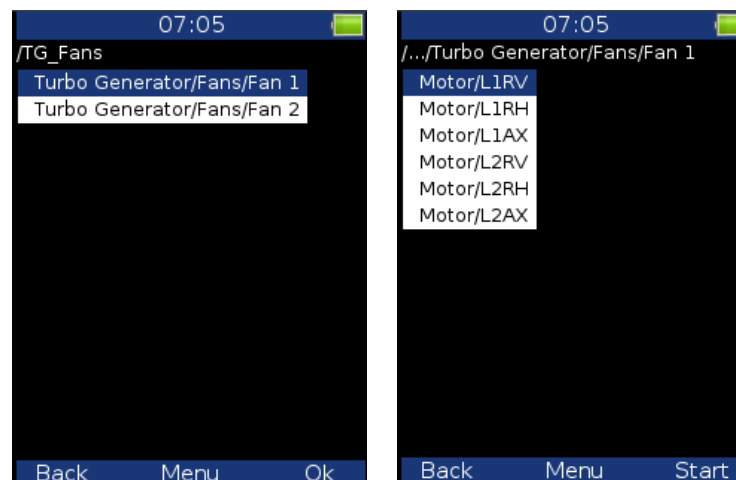 07:05
/TG_Fans
Turbo Generator/Fans/Fan 1
Turbo Generator/Fans/Fan 2
Back Menu Ok
07:05
/.../Turbo Generator/Fans/Fan 1
Motor/L1RV
Motor/L1RH
Motor/L1AX
Motor/L2RV
Motor/L2RH
Motor/L2AX
Back Menu Start